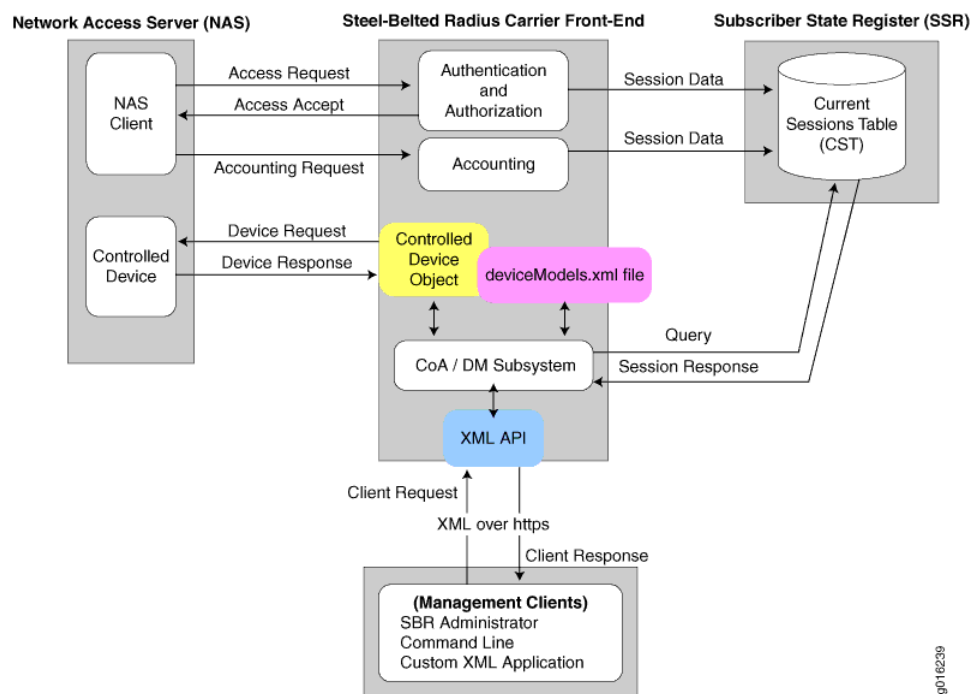 Network Access Server (NAS)
Steel-Belted Radius Carrier Front-End
Subscriber State Register (SSR)
NAS
Client
Access Request
Access Accept
Accounting Request
Authentication
and
Authorization
Accounting
Session Data
Session Data
Current
Sessions Table
(CST)
Controlled
Device
Device Request
Device Response
Controlled
Device
Object
deviceModels.xml file
CoA / DM Subsystem
Query
Session Response
XML API
Client Request
XML over https
Client Response
(Management Clients)
SBR Administrator
Command Line
Custom XML Application
g016239